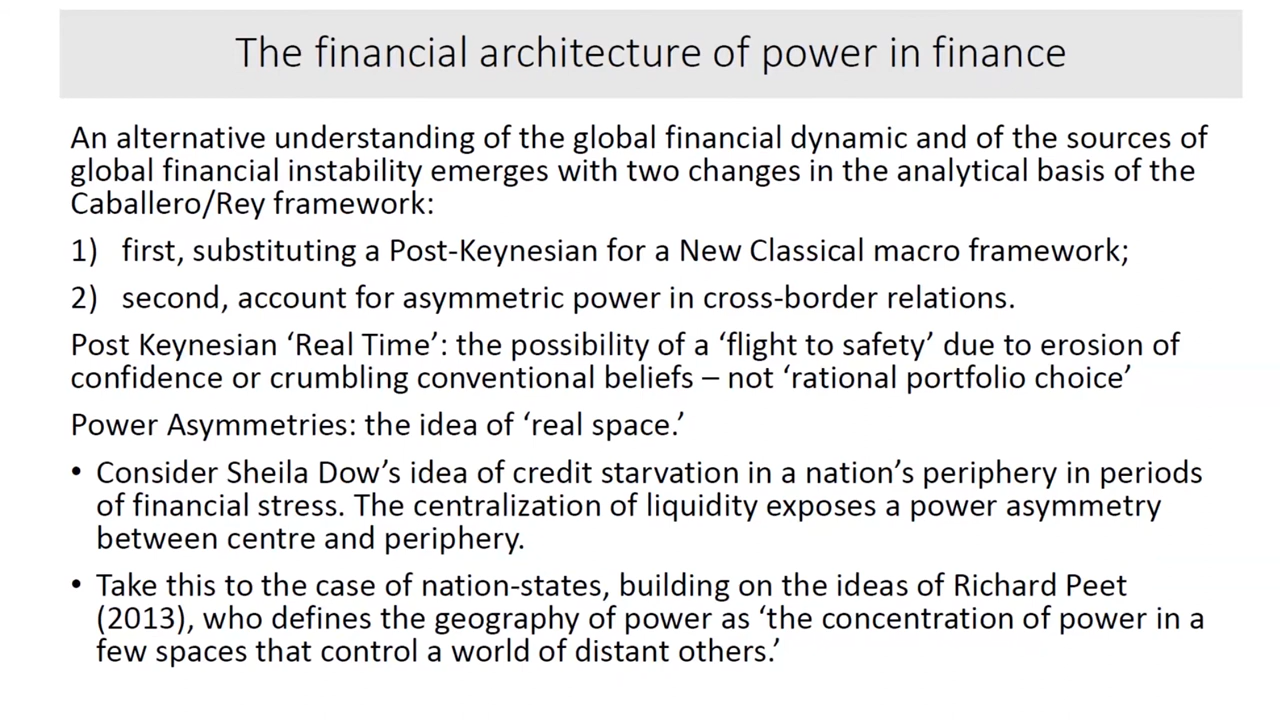 The financial architecture of power in finance
An alternative understanding of the global financial dynamic and of the sources of
global financial instability emerges with two changes in the analytical basis of the
Caballero/Rey framework:
1) first, substituting a Post-Keynesian for a New Classical macro framework;
2) second, account for asymmetric power in cross-border relations.
Post Keynesian ‘Real Time’: the possibility of a ‘flight to safety’ due to erosion of
confidence or crumbling conventional beliefs – not ‘rational portfolio choice’
Power Asymmetries: the idea of ‘real space.’
• Consider Sheila Dow’s idea of credit starvation in a nation’s periphery in periods
of financial stress. The centralization of liquidity exposes a power asymmetry
between centre and periphery.
• Take this to the case of nation-states, building on the ideas of Richard Peet
(2013), who defines the geography of power as ‘the concentration of power in a
few spaces that control a world of distant others.’